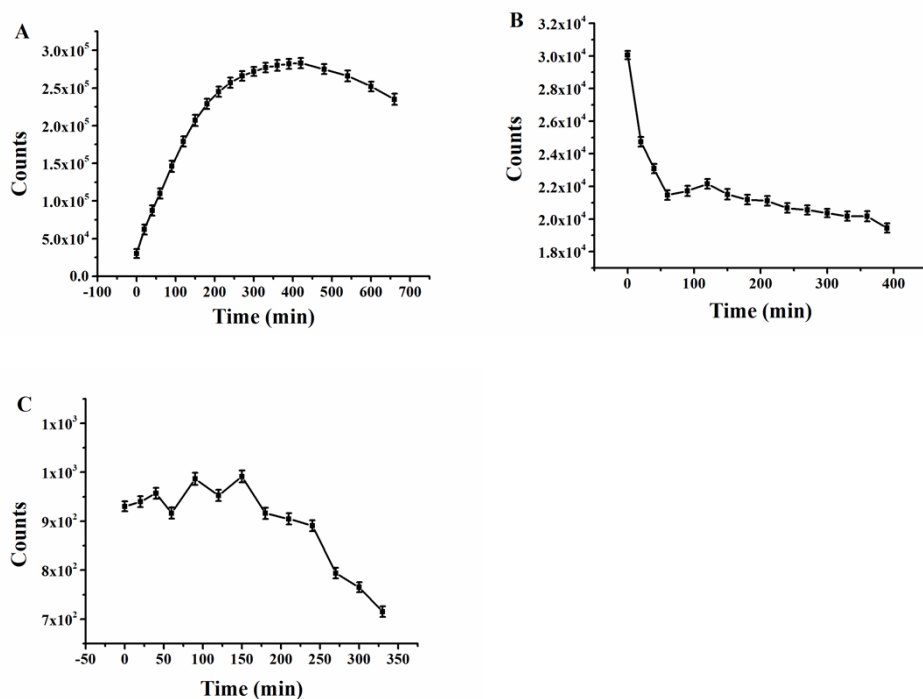 A
3.0x10⁵
2.5x10⁵
2.0x10⁵
1.5x10⁵
1.0x10⁵
5.0x10⁴
0.0
Counts
-100 0 100 200 300 400 500 600 700
Time (min)
B
3.2x10⁴
3.0x10⁴
2.8x10⁴
2.6x10⁴
2.4x10⁴
2.2x10⁴
2.0x10⁴
1.8x10⁴
Counts
0 100 200 300 400
Time (min)
C
1x10³
1x10³
9x10²
8x10²
7x10²
Counts
-50 0 50 100 150 200 250 300 350
Time (min)